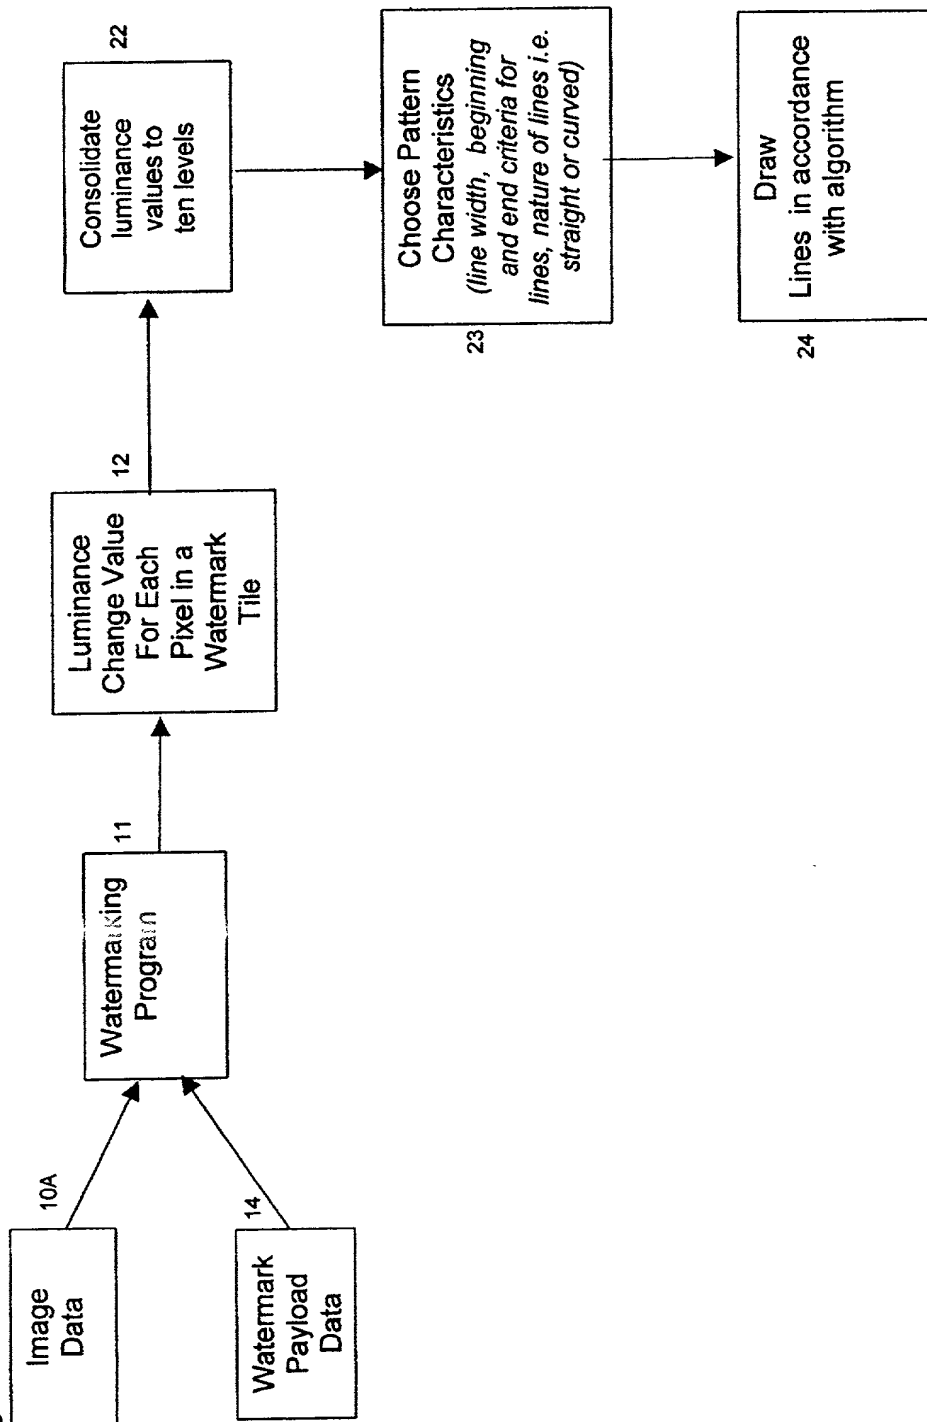 Image
Data
10A
Watermark
Payload
Data
14
Watermarking
Program
11
Luminance
Change Value
For Each
Pixel in a
Watermark
Tile
12
Consolidate
luminance
values to
ten levels
22
Choose Pattern
Characteristics
(line width, beginning
and end criteria for
lines, nature of lines i.e.
straight or curved)
23
Draw
Lines in accordance
with algorithm
24